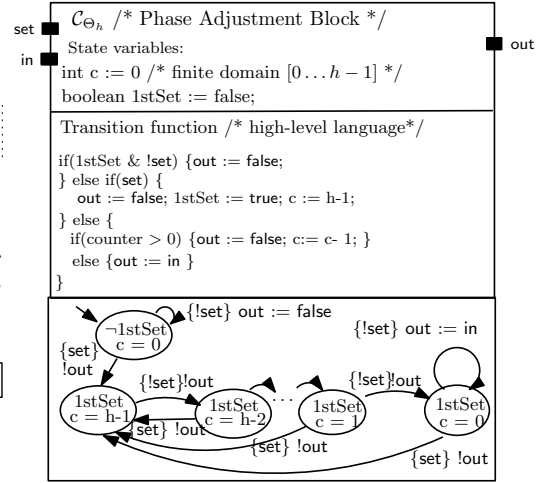 set
in
out
𝒞Θₕ /* Phase Adjustment Block */
State variables:
int c := 0 /* finite domain [0 . . . h − 1] */
boolean 1stSet := false;
Transition function /* high-level language*/
if(1stSet & !set) {out := false;
} else if(set) {
out := false; 1stSet := true; c := h-1;
} else {
if(counter > 0) {out := false; c:= c- 1; }
else {out := in }
}
{!set} out := false
¬1stSet
c = 0
{!set} out := in
{set}
!out
{!set}!out
. . .
{!set}!out
1stSet
c = h-1
1stSet
c = h-2
1stSet
c = 1
1stSet
c = 0
{set} !out
{set} !out
{set} !out